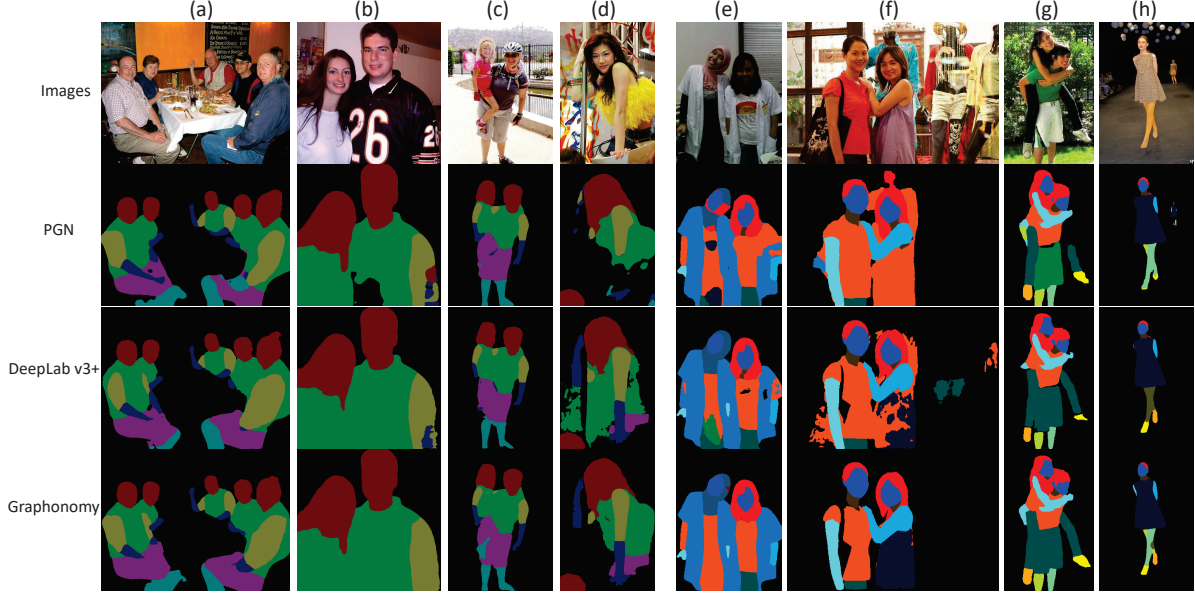 (a) (b) (c) (d) (e) (f) (g) (h)
Images
26 26
PGN
DeepLab v3+
Graphonomy